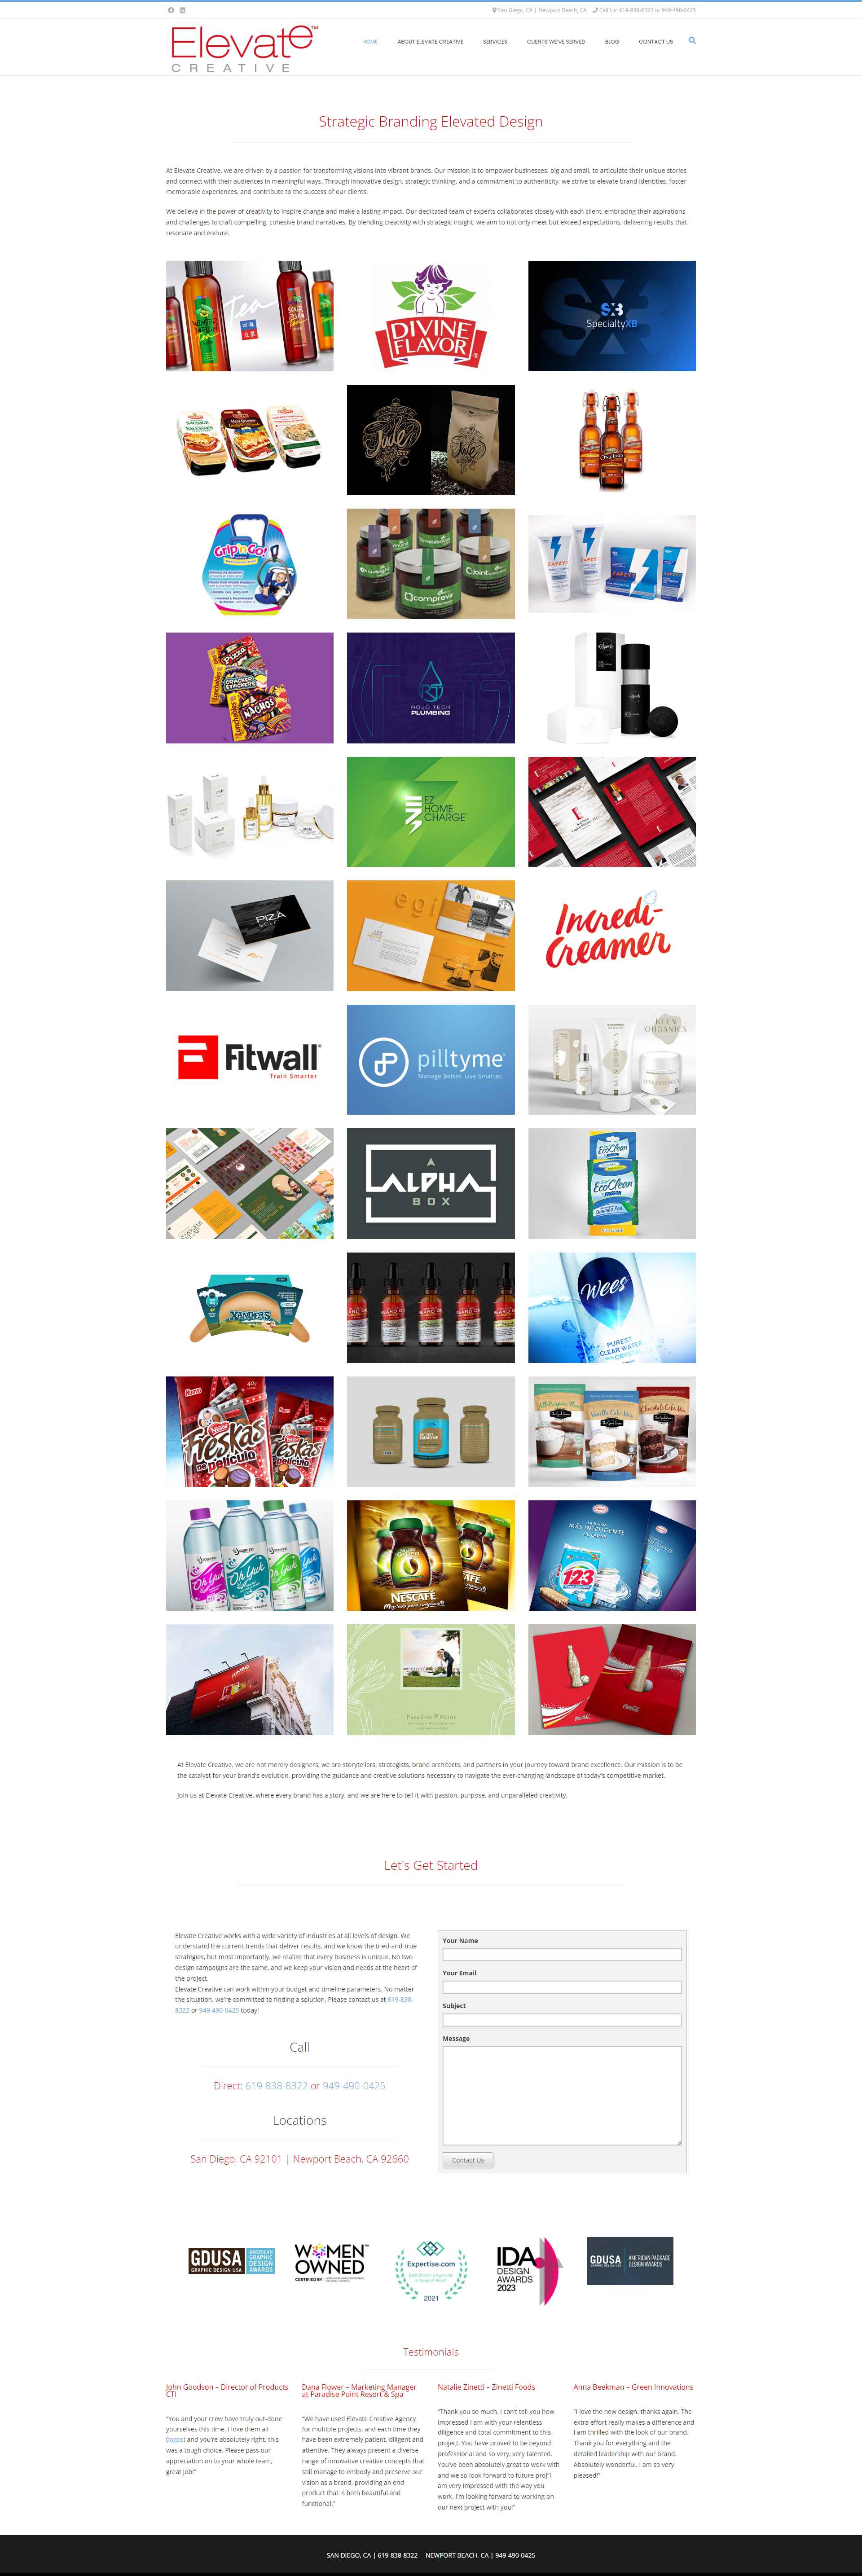 San Diego, CA | Newport Beach, CA Call Us: 619-838-8322 or 949-490-0425
Elevate™
CREATIVE
HOME ABOUT ELEVATE CREATIVE SERVICES CLIENTS WE'VE SERVED BLOG CONTACT US
Strategic Branding Elevated Design
At Elevate Creative, we are driven by a passion for transforming visions into vibrant brands. Our mission is to empower businesses, big and small, to articulate their unique stories
and connect with their audiences in meaningful ways. Through innovative design, strategic thinking, and a commitment to authenticity, we strive to elevate brand identities, foster
memorable experiences, and contribute to the success of our clients.
We believe in the power of creativity to inspire change and make a lasting impact. Our dedicated team of experts collaborates closely with each client, embracing their aspirations
and challenges to craft compelling, cohesive brand narratives. By blending creativity with strategic insight, we aim to not only meet but exceed expectations, delivering results that
resonate and endure.
Tea
DIVINE
FLAVOR®
SXB
SpecialtyXB
Grip'nGo!
comprevo
joint
ZAPZYT
Pizza
CRACKER
STACKERS
NACHOS
RJT
ROJO TECH
PLUMBING
EZ
HOME
CHARGE
PIZA
GOLF
egi
Incredi-
Creamer
Fitwall®
Train Smarter
pilltyme
Manage Better. Live Smarter.
KEEN
ORGANICS
ALPHA
BOX
EcoClean
XANDER'S
BEARD OIL
Wees
PUREST
CLEAR WATER
CRYSTAL
Nuevo
40g
Freskas
de película
IMMUNE
All-Purpose
Vanilla Cake Mix
Chocolate Cake Mix
Oh Yuk
NESCAFÉ
MÁS INTELIGENTE
123
Paradise Point
Coca-Cola
At Elevate Creative, we are not merely designers; we are storytellers, strategists, brand architects, and partners in your journey toward brand excellence. Our mission is to be
the catalyst for your brand's evolution, providing the guidance and creative solutions necessary to navigate the ever-changing landscape of today's competitive market.
Join us at Elevate Creative, where every brand has a story, and we are here to tell it with passion, purpose, and unparalleled creativity.
Let's Get Started
Elevate Creative works with a wide variety of industries at all levels of design. We
understand the current trends that deliver results, and we know the tried-and-true
strategies, but most importantly, we realize that every business is unique. No two
design campaigns are the same, and we keep your vision and needs at the heart of
the project.
Elevate Creative can work within your budget and timeline parameters. No matter
the situation, we're committed to finding a solution. Please contact us at 619-838-
8322 or 949-490-0425 today!
Call
Direct: 619-838-8322 or 949-490-0425
Locations
San Diego, CA 92101 | Newport Beach, CA 92660
Your Name
Your Email
Subject
Message
Contact Us
GDUSA
GRAPHIC DESIGN USA
AMERICAN
GRAPHIC
DESIGN
AWARDS
WOMEN™
OWNED
Expertise.com
2021
IDA
DESIGN
AWARDS
2023
GDUSA
GRAPHIC DESIGN USA
AMERICAN PACKAGE
DESIGN AWARDS
Testimonials
John Goodson – Director of Products
CTI
"You and your crew have truly out-done
yourselves this time. I love them all
(logos) and you're absolutely right, this
was a tough choice. Please pass our
appreciation on to your whole team,
great job!"
Dana Flower – Marketing Manager
at Paradise Point Resort & Spa
"We have used Elevate Creative Agency
for multiple projects, and each time they
have been extremely patient, diligent and
attentive. They always present a diverse
range of innovative creative concepts that
still manage to embody and preserve our
vision as a brand, providing an end
product that is both beautiful and
functional."
Natalie Zinetti – Zinetti Foods
"Thank you so much. I can't tell you how
impressed I am with your relentless
diligence and total commitment to this
project. You have proved to be beyond
professional and so very, very talented.
You've been absolutely great to work with
and we so look forward to future proj"I
am very impressed with the way you
work. I'm looking forward to working on
our next project with you!"
Anna Beekman – Green Innovations
"I love the new design, thanks again. The
extra effort really makes a difference and
I am thrilled with the look of our brand.
Thank you for everything and the
detailed leadership with our brand.
Absolutely wonderful, I am so very
pleased!"
SAN DIEGO, CA | 619-838-8322 NEWPORT BEACH, CA | 949-490-0425